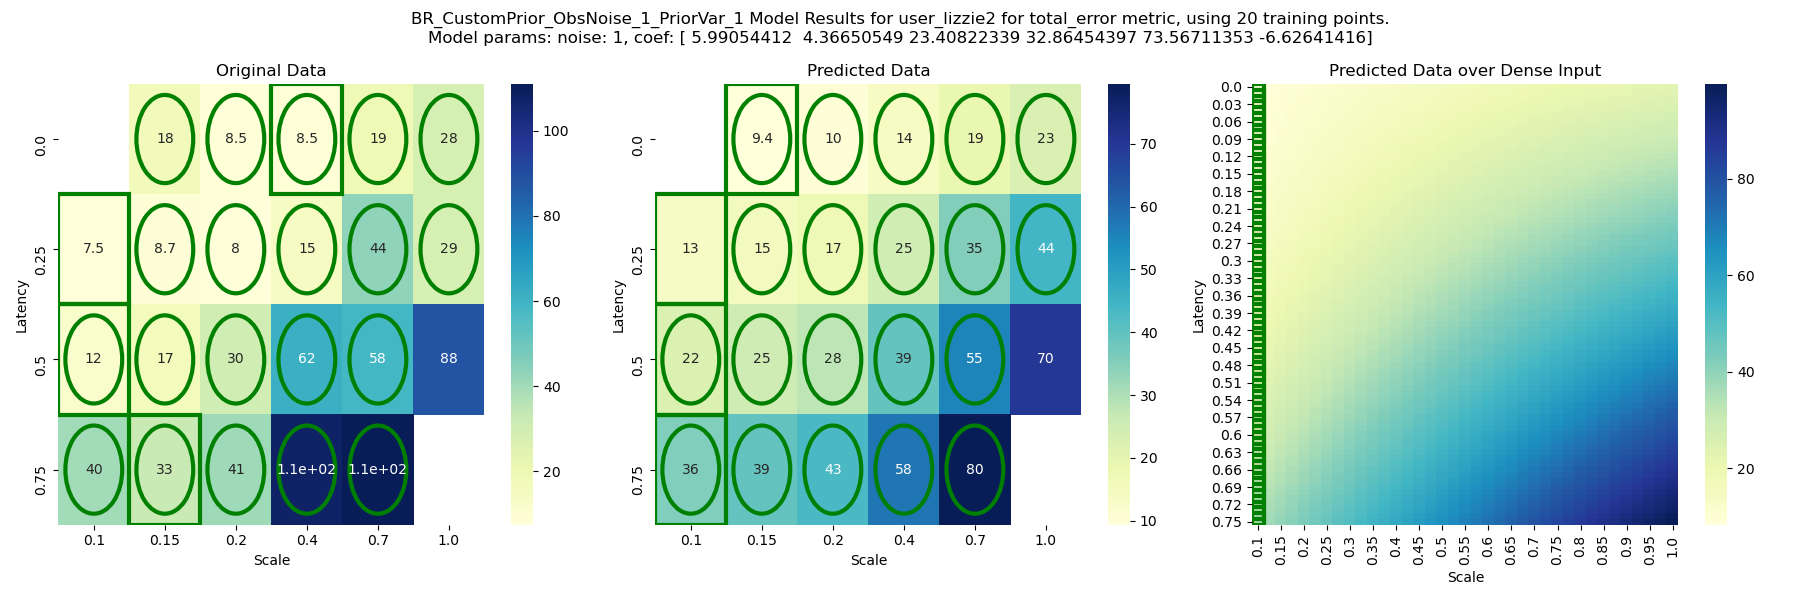 BR_CustomPrior_ObsNoise_1_PriorVar_1 Model Results for user_lizzie2 for total_error metric, using 20 training points.
Model params: noise: 1, coef: [ 5.99054412  4.36650549 23.40822339 32.86454397 73.56711353 -6.62641416]
Original Data
Latency
0.0
18 8.5 8.5 19 28
0.25
7.5 8.7 8 15 44 29
0.5
12 17 30 62 58 88
0.75
40 33 41 1.1e+02 1.1e+02
0.1 0.15 0.2 0.4 0.7 1.0
Scale
100
80
60
40
20
Predicted Data
Latency
0.0
9.4 10 14 19 23
0.25
13 15 17 25 35 44
0.5
22 25 28 39 55 70
0.75
36 39 43 58 80
0.1 0.15 0.2 0.4 0.7 1.0
Scale
70
60
50
40
30
20
10
Predicted Data over Dense Input
Latency
0.0
0.03
0.06
0.09
0.12
0.15
0.18
0.21
0.24
0.27
0.3
0.33
0.36
0.39
0.42
0.45
0.48
0.51
0.54
0.57
0.6
0.63
0.66
0.69
0.72
0.75
0.1 0.15 0.2 0.25 0.3 0.35 0.4 0.45 0.5 0.55 0.6 0.65 0.7 0.75 0.8 0.85 0.9 0.95 1.0
Scale
80
60
40
20